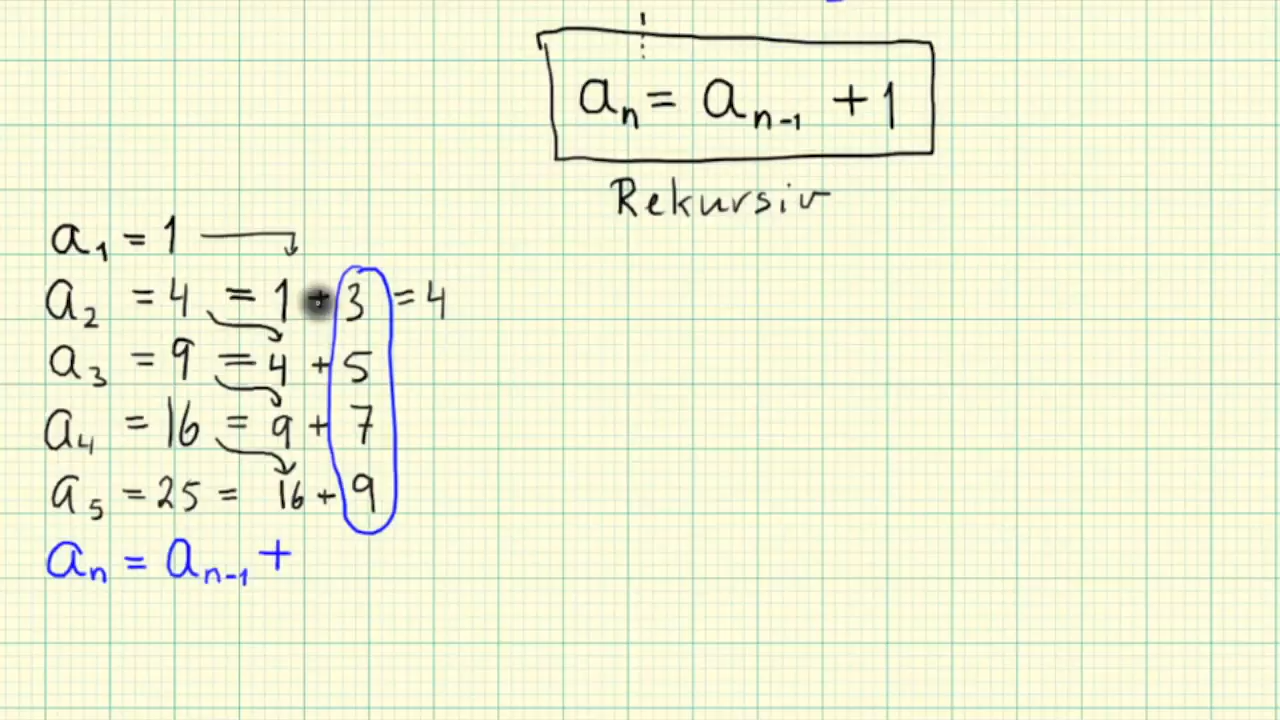 aₙ = aₙ₋₁ + 1
Rekursiv
a₁ = 1
a₂ = 4 = 1 + 3 = 4
a₃ = 9 = 4 + 5
a₄ = 16 = 9 + 7
a₅ = 25 = 16 + 9
aₙ = aₙ₋₁ +